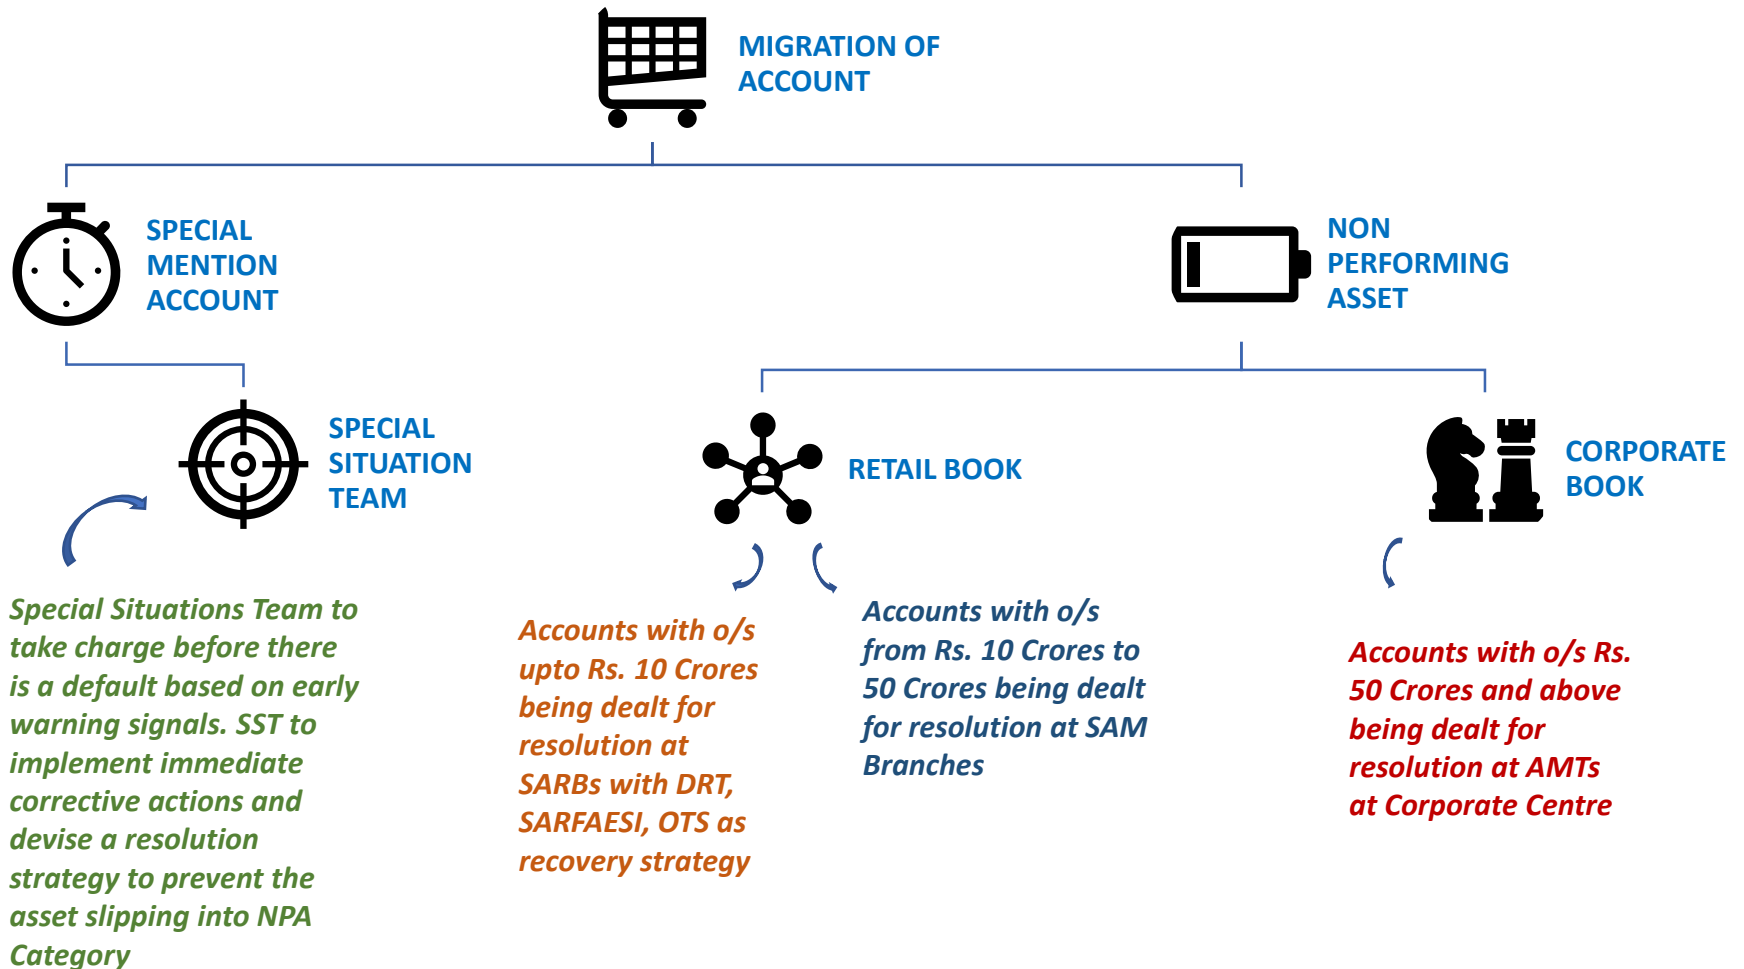 MIGRATION OF
ACCOUNT
SPECIAL
MENTION
ACCOUNT
NON
PERFORMING
ASSET
SPECIAL
SITUATION
TEAM
RETAIL BOOK
CORPORATE
BOOK
Special Situations Team to
take charge before there
is a default based on early
warning signals. SST to
implement immediate
corrective actions and
devise a resolution
strategy to prevent the
asset slipping into NPA
Category
Accounts with o/s
upto Rs. 10 Crores
being dealt for
resolution at
SARBs with DRT,
SARFAESI, OTS as
recovery strategy
Accounts with o/s
from Rs. 10 Crores to
50 Crores being dealt
for resolution at SAM
Branches
Accounts with o/s Rs.
50 Crores and above
being dealt for
resolution at AMTs
at Corporate Centre